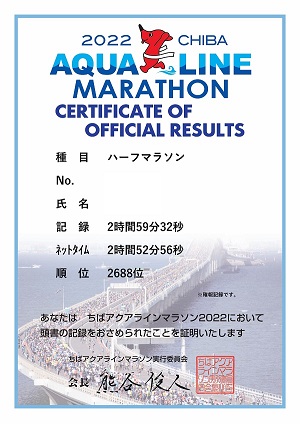 2022 CHIBA
AQUA LINE
MARATHON
CERTIFICATE OF
OFFICIAL RESULTS
種 目 ハーフマラソン
No.
氏 名
記 録 2時間59分32秒
ネットタイム 2時間52分56秒
順 位 2688位
※確報記録です。
あなたは ちばアクアラインマラソン2022において
頭書の記録をおさめられたことを証明いたします
ちばアクアラインマラソン実行委員会
会長 熊谷俊人